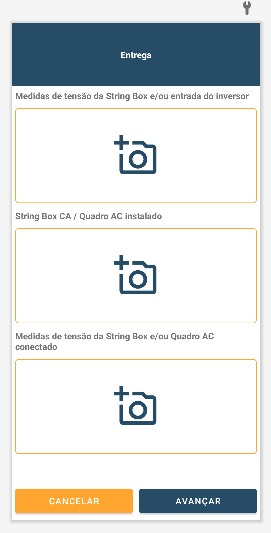 Entrega
Medidas de tensão da String Box e/ou entrada do inversor
String Box CA / Quadro AC instalado
Medidas de tensão da String Box e/ou Quadro AC
conectado
CANCELAR
AVANÇAR